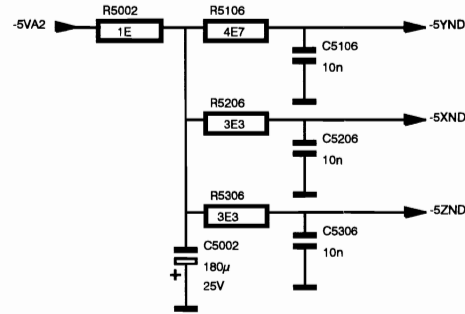 R5002
R5106
-5VA2
1E
4E7
-5YND
C5106
10n
R5206
3E3
-5XND
C5206
10n
R5306
3E3
-5ZND
C5002
180µ
25V
+
C5306
10n